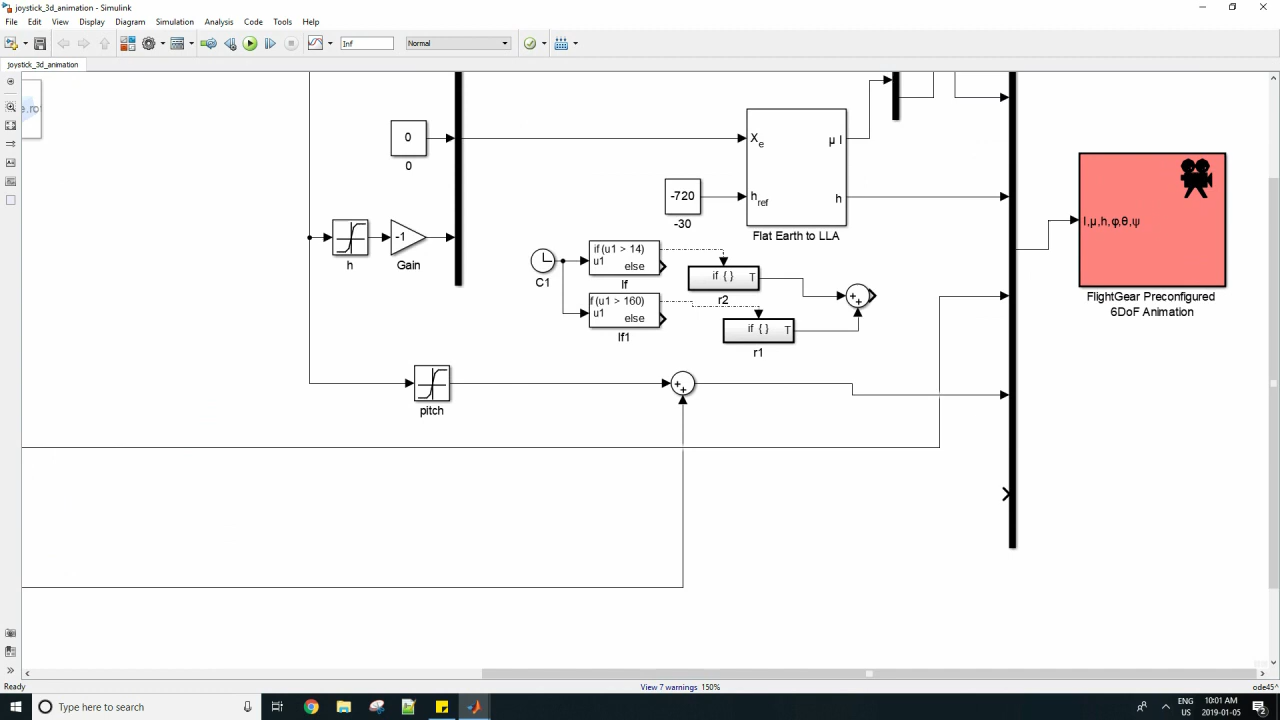 joystick_3d_animation - Simulink
File Edit View Display Diagram Simulation Analysis Code Tools Help
Inf Normal
joystick_3d_animation
0
0
Xe
μ l
-720
href
h
-30
Flat Earth to LLA
l,μ,h,φ,θ,ψ
FlightGear Preconfigured
6DoF Animation
h
-1
Gain
C1
if(u1 > 14)
u1
else
If
if { } T
r2
f(u1 > 160)
u1
else
If1
if { } T
r1
+
+
pitch
+
+
Ready
View 7 warnings 150%
ode45
Type here to search
ENG
US
10:01 AM
2019-01-05
2